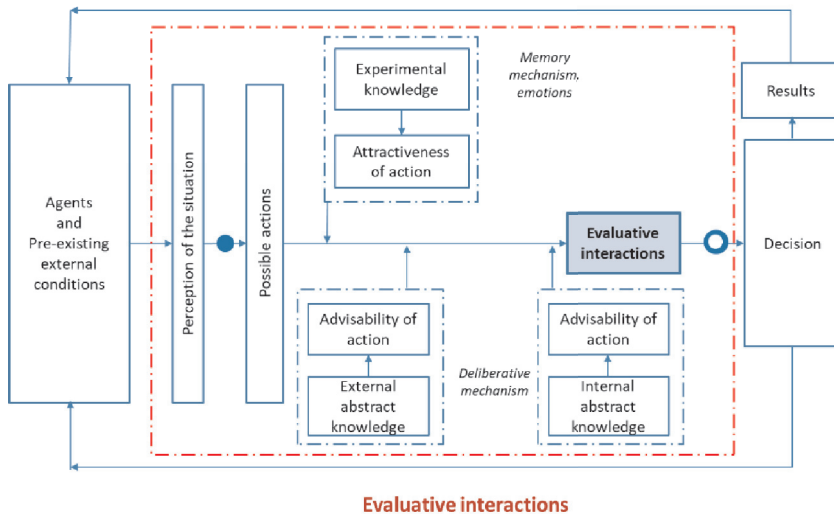 Agents
and
Pre-existing
external
conditions
Perception of the situation
Possible actions
Experimental
knowledge
Attractiveness
of action
Memory
mechanism,
emotions
Advisability of
action
External
abstract
knowledge
Deliberative
mechanism
Advisability of
action
Internal
abstract
knowledge
Evaluative
interactions
Results
Decision
Evaluative interactions